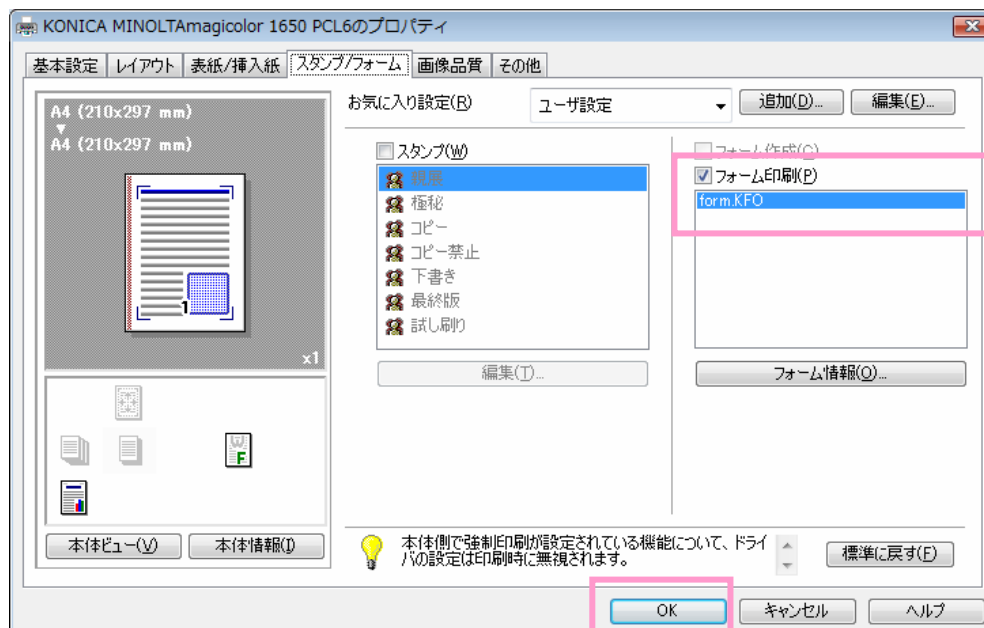 KONICA MINOLTAmagicolor 1650 PCL6のプロパティ
基本設定 レイアウト 表紙/挿入紙 スタンプ/フォーム 画像品質 その他
A4 (210x297 mm)
A4 (210x297 mm)
1
x1
F
本体ビュー(V) 本体情報(I)
お気に入り設定(R) ユーザ設定 追加(D)... 編集(E)...
スタンプ(W)
親展
極秘
コピー
コピー禁止
下書き
最終版
試し刷り
編集(T)...
フォーム作成(C)
フォーム印刷(P)
form.KFO
フォーム情報(O)...
本体側で強制印刷が設定されている機能について、ドライ
バの設定は印刷時に無視されます。
標準に戻す(F)
OK キャンセル ヘルプ